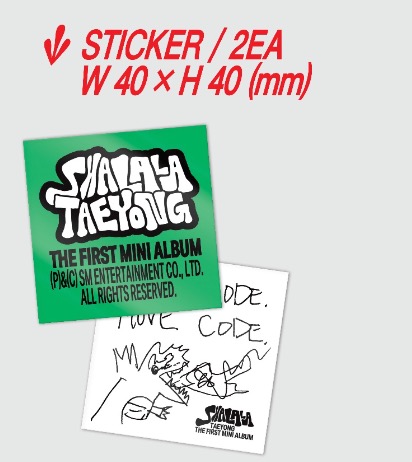 STICKER / 2EA
W 40 × H 40 (mm)
SHALALA
TAEYONG
THE FIRST MINI ALBUM
(P)&(C) SM ENTERTAINMENT CO., LTD.
ALL RIGHTS RESERVED.
CODE.
MOVE CODE.
SHALALA
TAEYONG
THE FIRST MINI ALBUM